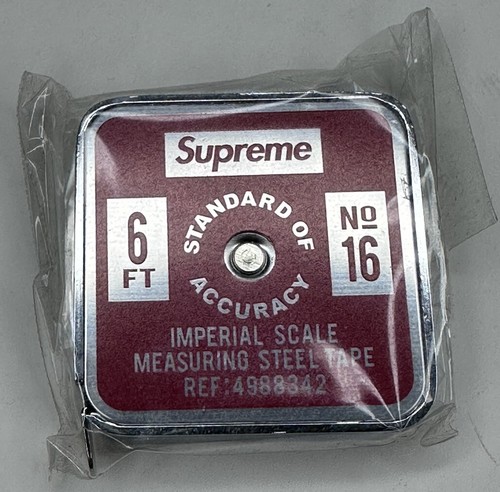 Supreme
6
FT
STANDARD OF
ACCURACY
No
16
IMPERIAL SCALE
MEASURING STEEL TAPE
REF:4988342